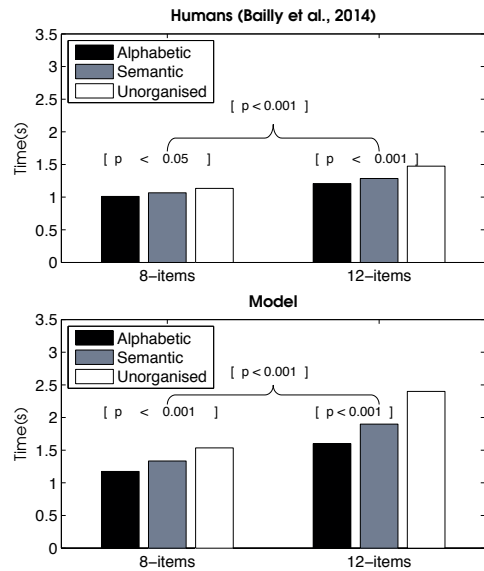 Humans (Bailly et al., 2014)
3.5
3
2.5
2
1.5
1
0.5
0
Time(s)
Alphabetic
Semantic
Unorganised
[ p < 0.001 ]
[ p < 0.05 ]
[ p < 0.001 ]
8-items
12-items
Model
3.5
3
2.5
2
1.5
1
0.5
0
Time(s)
Alphabetic
Semantic
Unorganised
[ p < 0.001 ]
[ p < 0.001 ]
[ p < 0.001 ]
8-items
12-items